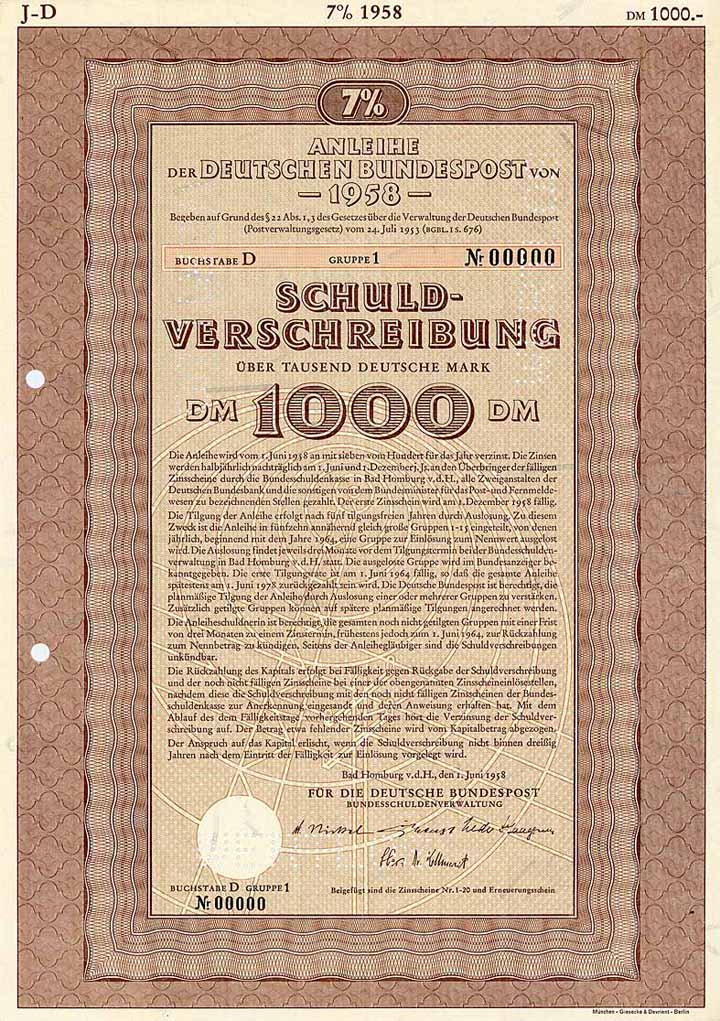 J-D 7% 1958 DM 1000.-
7%
ANLEIHE
DER DEUTSCHEN BUNDESPOST VON
— 1958 —
Begeben auf Grund des § 22 Abs. 1, 3 des Gesetzes über die Verwaltung der Deutschen Bundespost
(Postverwaltungsgesetz) vom 24. Juli 1953 (BGBL. I S. 676)
BUCHSTABE D GRUPPE 1 Nr 00000
SCHULD-
VERSCHREIBUNG
ÜBER TAUSEND DEUTSCHE MARK
DM 1000 DM
Die Anleihe wird vom 1. Juni 1958 an mit sieben vom Hundert für das Jahr verzinst. Die Zinsen
werden halbjährlich nachträglich am 1. Juni und 1. Dezember j. Js. an den Überbringer der fälligen
Zinsscheine durch die Bundesschuldenkasse in Bad Homburg v.d.H., alle Zweiganstalten der
Deutschen Bundesbank und die sonstigen von dem Bundesminister für das Post- und Fernmelde-
wesen zu bezeichnenden Stellen gezahlt. Der erste Zinsschein wird am 1. Dezember 1958 fällig.
Die Tilgung der Anleihe erfolgt nach fünf tilgungsfreien Jahren durch Auslosung. Zu diesem
Zweck ist die Anleihe in fünfzehn annähernd gleich große Gruppen 1-15 eingeteilt, von denen
jährlich, beginnend mit dem Jahre 1964, eine Gruppe zur Einlösung zum Nennwert ausgelost
wird. Die Auslosung findet jeweils drei Monate vor dem Tilgungstermin bei der Bundesschulden-
verwaltung in Bad Homburg v.d.H. statt. Die ausgeloste Gruppe wird im Bundesanzeiger be-
kanntgegeben. Die erste Tilgungsrate ist am 1. Juni 1964 fällig, so daß die gesamte Anleihe
spätestens am 1. Juni 1978 zurückgezahlt sein wird. Die Deutsche Bundespost ist berechtigt, die
planmäßige Tilgung der Anleihe durch Auslosung einer oder mehrerer Gruppen zu verstärken.
Zusätzlich getilgte Gruppen können auf spätere planmäßige Tilgungen angerechnet werden.
Die Anleiheschuldnerin ist berechtigt, die gesamten noch nicht getilgten Gruppen mit einer Frist
von drei Monaten zu einem Zinstermin, frühestens jedoch zum 1. Juni 1964, zur Rückzahlung
zum Nennbetrag zu kündigen. Seitens der Anleihegläubiger sind die Schuldverschreibungen
unkündbar.
Die Rückzahlung des Kapitals erfolgt bei Fälligkeit gegen Rückgabe der Schuldverschreibung
und der noch nicht fälligen Zinsscheine bei einer der obengenannten Zinsscheineinlösestellen,
nachdem diese die Schuldverschreibung mit den noch nicht fälligen Zinsscheinen der Bundes-
schuldenkasse zur Anerkennung eingesandt und deren Anweisung erhalten hat. Mit dem
Ablauf des dem Fälligkeitstage vorhergehenden Tages hört die Verzinsung der Schuldver-
schreibung auf. Der Betrag etwa fehlender Zinsscheine wird vom Kapitalbetrag abgezogen.
Der Anspruch auf das Kapital erlischt, wenn die Schuldverschreibung nicht binnen dreißig
Jahren nach dem Eintritt der Fälligkeit zur Einlösung vorgelegt wird.
Bad Homburg v.d.H., den 1. Juni 1958
FÜR DIE DEUTSCHE BUNDESPOST
BUNDESSCHULDENVERWALTUNG
BUCHSTABE D GRUPPE 1
Nr 00000
Beigefügt sind die Zinsscheine Nr. 1-20 und Erneuerungsschein
München - Giesecke & Devrient - Berlin